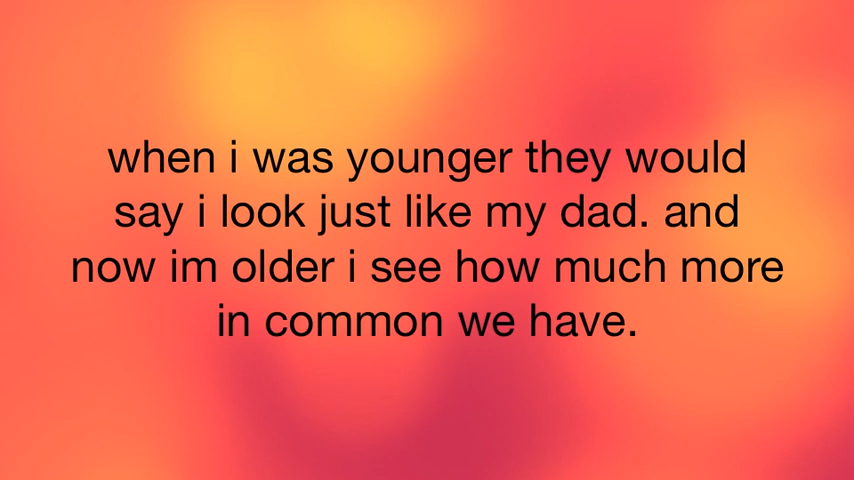 when i was younger they would
say i look just like my dad. and
now im older i see how much more
in common we have.